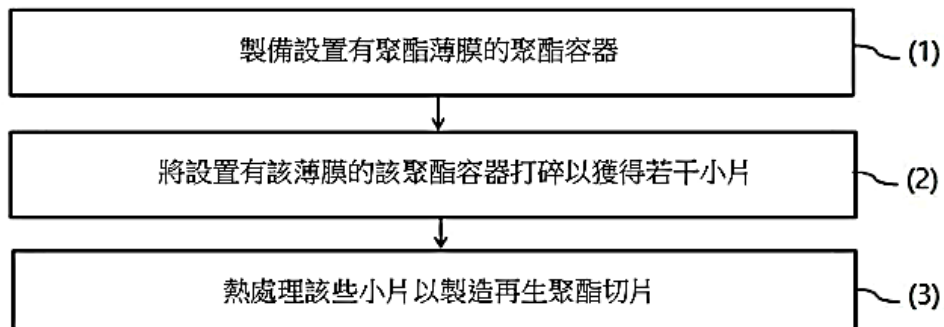 製備設置有聚酯薄膜的聚酯容器
(1)
將設置有該薄膜的該聚酯容器打碎以獲得若干小片
(2)
熱處理該些小片以製造再生聚酯切片
(3)